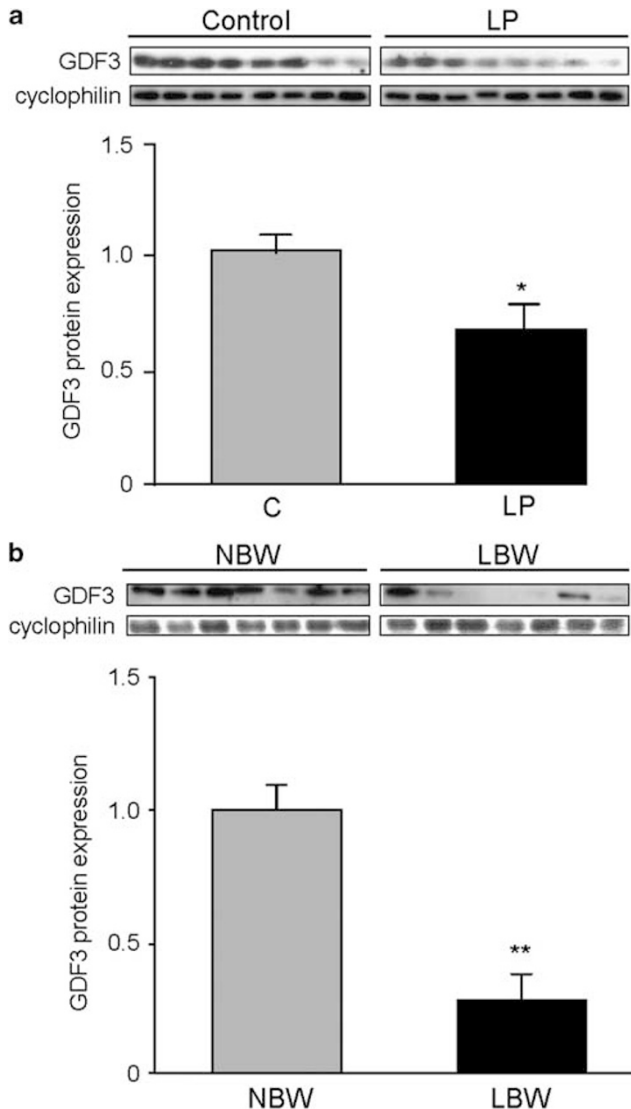 a
Control LP
GDF3
cyclophilin
GDF3 protein expression
1.5
1.0
0.5
0
*
C LP
b
NBW LBW
GDF3
cyclophilin
GDF3 protein expression
1.5
1.0
0.5
0
**
NBW LBW